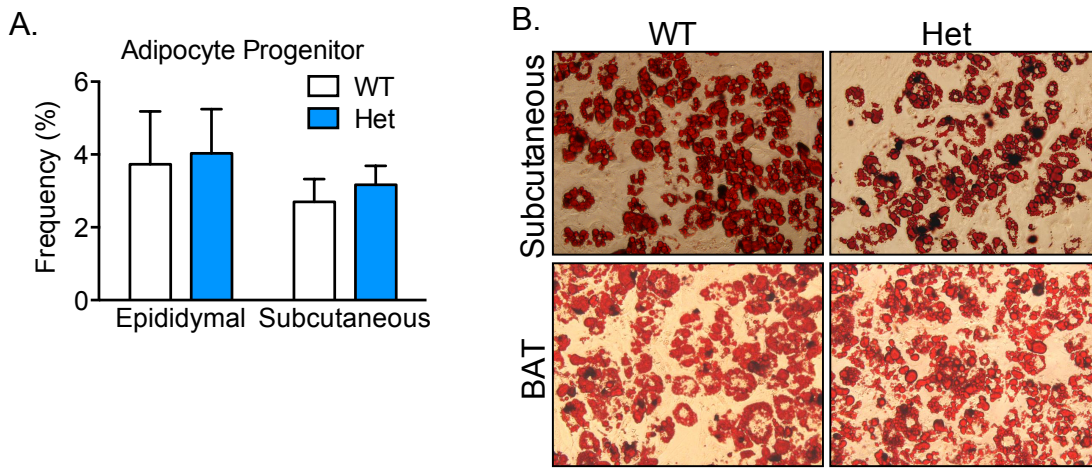 A.
Adipocyte Progenitor
Frequency (%)
6
4
2
0
WT
Het
Epididymal Subcutaneous
B.
WT Het
Subcutaneous
BAT